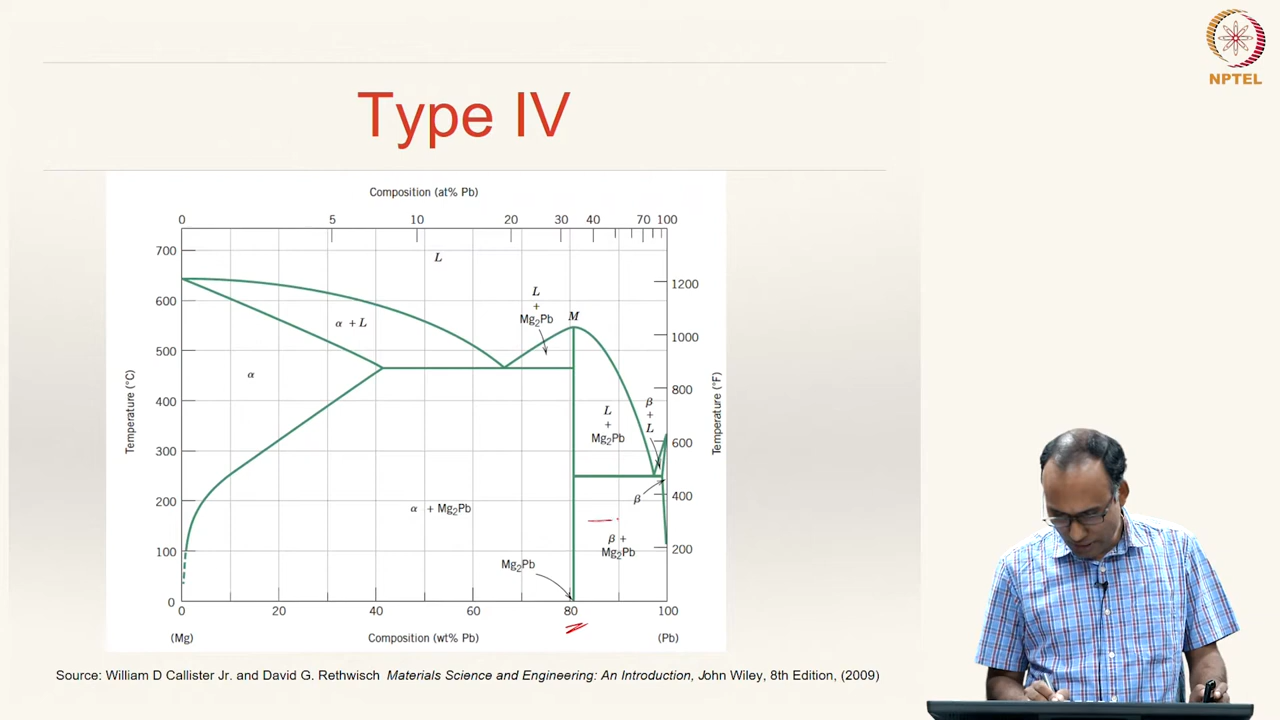 NPTEL
Type IV
Composition (at% Pb)
0 5 10 20 30 40 70 100
700
600
500
400
300
200
100
0
Temperature (°C)
1200
1000
800
600
400
200
Temperature (°F)
L
α + L
L
+
Mg₂Pb
M
α
L
+
Mg₂Pb
β
+
L
β
α + Mg₂Pb
β +
Mg₂Pb
Mg₂Pb
0 20 40 60 80 100
(Mg) Composition (wt% Pb) (Pb)
Source: William D Callister Jr. and David G. Rethwisch Materials Science and Engineering: An Introduction, John Wiley, 8th Edition, (2009)